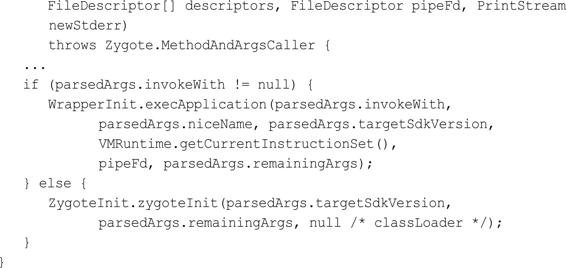 FileDescriptor[] descriptors, FileDescriptor pipeFd, PrintStream
newStderr)
throws Zygote.MethodAndArgsCaller {
...
if (parsedArgs.invokeWith != null) {
WrapperInit.execApplication(parsedArgs.invokeWith,
parsedArgs.niceName, parsedArgs.targetSdkVersion,
VMRuntime.getCurrentInstructionSet(),
pipeFd, parsedArgs.remainingArgs);
} else {
ZygoteInit.zygoteInit(parsedArgs.targetSdkVersion,
parsedArgs.remainingArgs, null /* classLoader */);
}
}